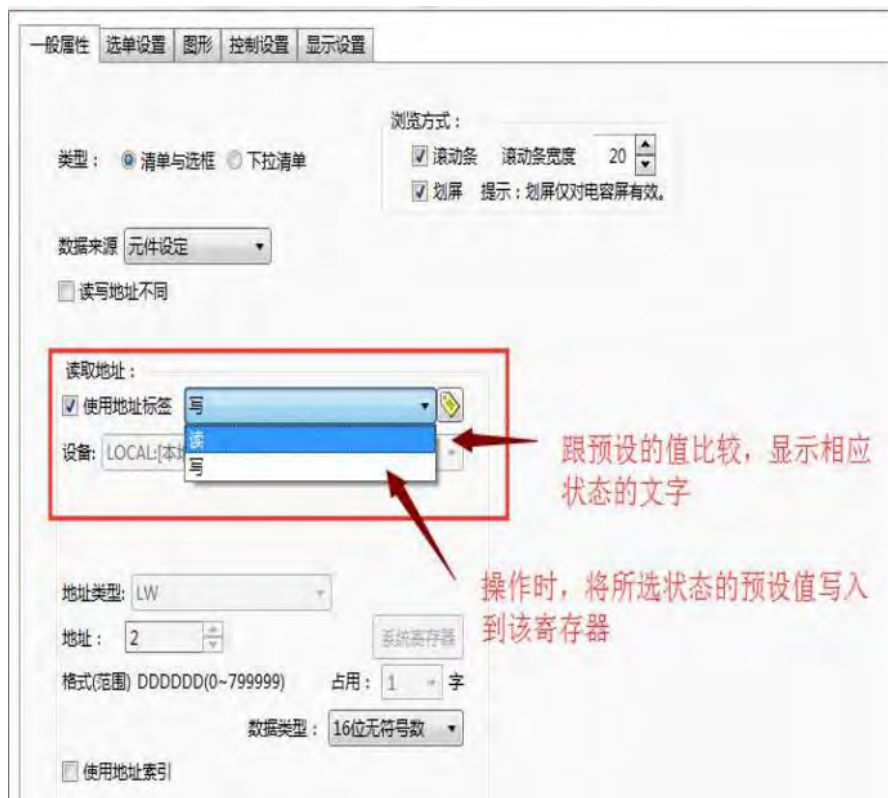 一般属性 选单设置 图形 控制设置 显示设置
浏览方式：
类型： 清单与选框 下拉清单
滚动条 滚动条宽度 20
划屏 提示：划屏仅对电容屏有效。
数据来源 元件设定
读写地址不同
读取地址：
使用地址标签 写
读
设备: LOCAL:[本地
写
跟预设的值比较，显示相应
状态的文字
操作时，将所选状态的预设值写入
到该寄存器
地址类型: LW
地址： 2 系统寄存器
格式(范围) DDDDDD(0~799999) 占用： 1 字
数据类型： 16位无符号数
使用地址索引